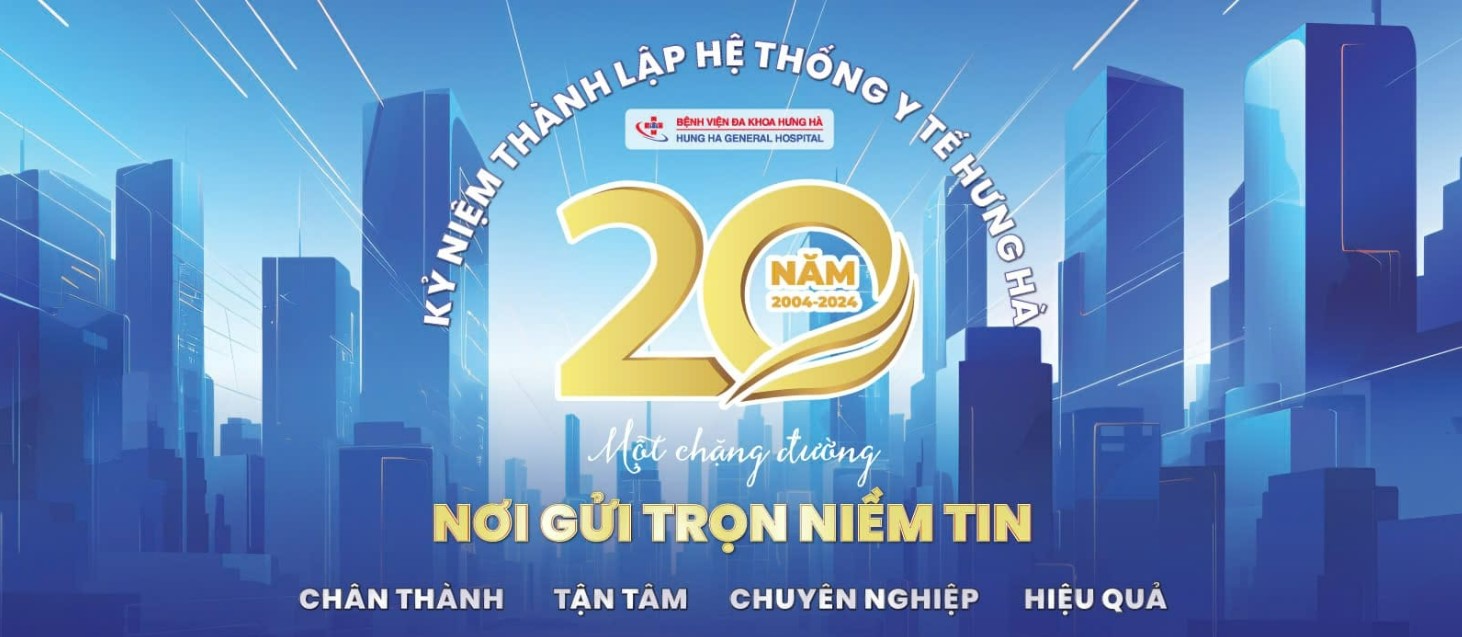 KỶ NIỆM THÀNH LẬP HỆ THỐNG Y TẾ HƯNG HÀ
BỆNH VIỆN ĐA KHOA HƯNG HÀ
HUNG HA GENERAL HOSPITAL
20
NĂM
2004-2024
Một chặng đường
NƠI GỬI TRỌN NIỀM TIN
CHÂN THÀNH TẬN TÂM CHUYÊN NGHIỆP HIỆU QUẢ